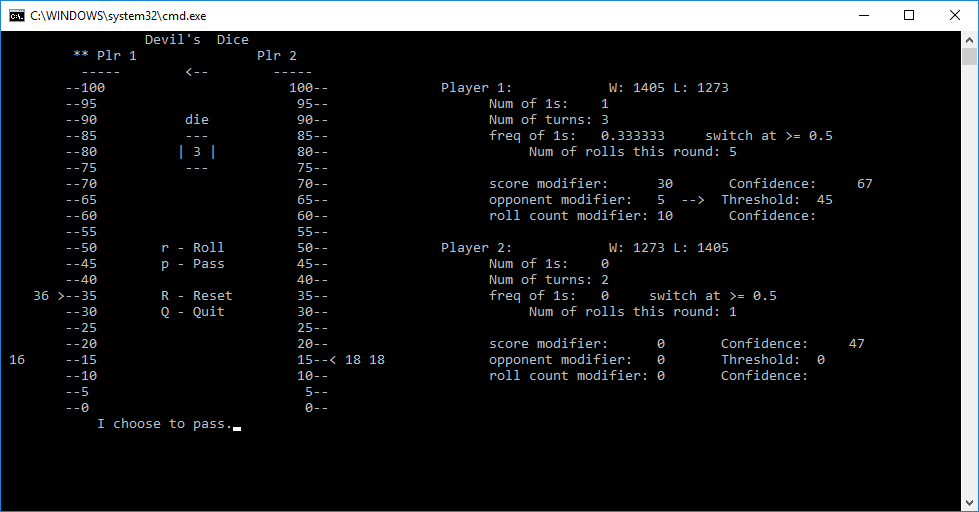 C:\WINDOWS\system32\cmd.exe
Devil's  Dice
** Plr 1               Plr 2
-----        <--        -----
--100                       100--              Player 1:            W: 1405 L: 1273
--95                         95--                    Num of 1s:    1
--90           die           90--                    Num of turns: 3
--85           ---           85--                    freq of 1s:   0.333333     switch at >= 0.5
--80          | 3 |          80--                         Num of rolls this round: 5
--75           ---           75--
--70                         70--                    score modifier:      30       Confidence:     67
--65                         65--                    opponent modifier:   5  -->  Threshold:  45
--60                         60--                    roll count modifier: 10       Confidence:
--55                         55--
--50        r - Roll         50--              Player 2:            W: 1273 L: 1405
--45        p - Pass         45--                    Num of 1s:    0
--40                         40--                    Num of turns: 2
36 >--35        R - Reset        35--                    freq of 1s:   0     switch at >= 0.5
--30        Q - Quit         30--                         Num of rolls this round: 1
--25                         25--
--20                         20--                    score modifier:      0       Confidence:     47
16     --15                         15--< 18 18             opponent modifier:   0       Threshold:  0
--10                         10--                    roll count modifier: 0       Confidence:
--5                           5--
--0                           0--
I choose to pass.